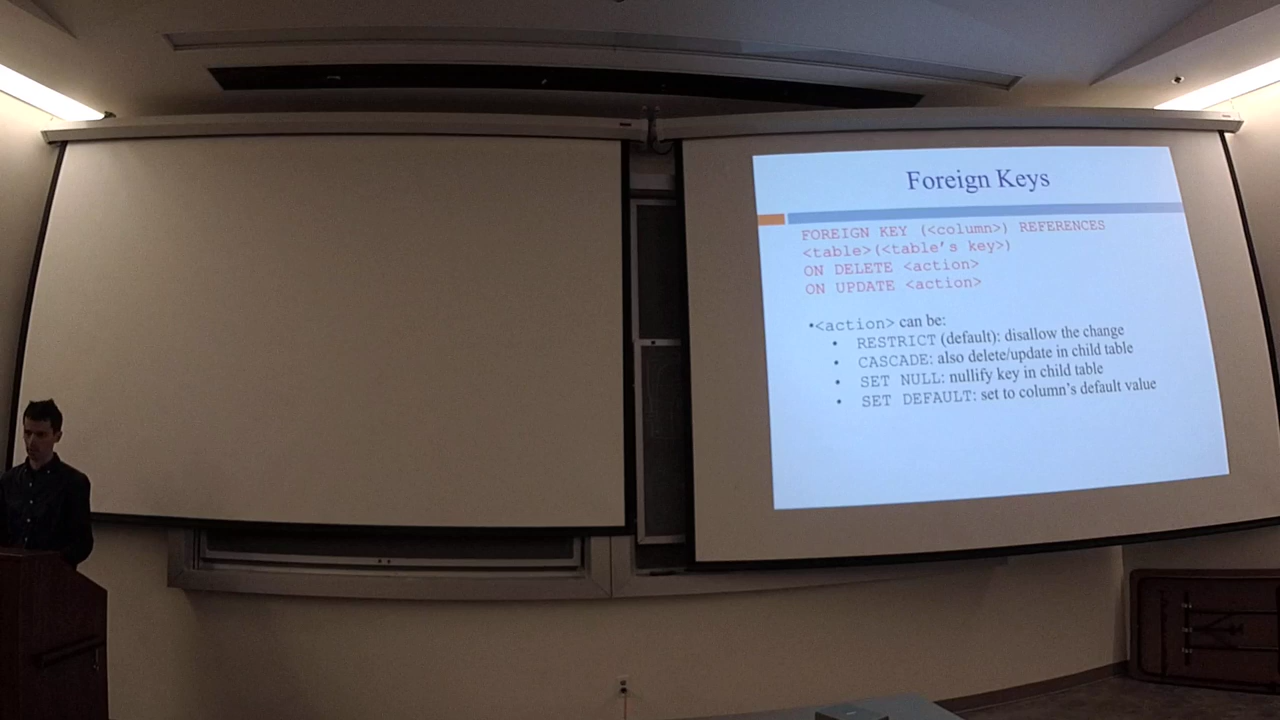 Foreign Keys
FOREIGN KEY (<column>) REFERENCES
<table>(<table's key>)
ON DELETE <action>
ON UPDATE <action>
•<action> can be:
• RESTRICT (default): disallow the change
• CASCADE: also delete/update in child table
• SET NULL: nullify key in child table
• SET DEFAULT: set to column's default value